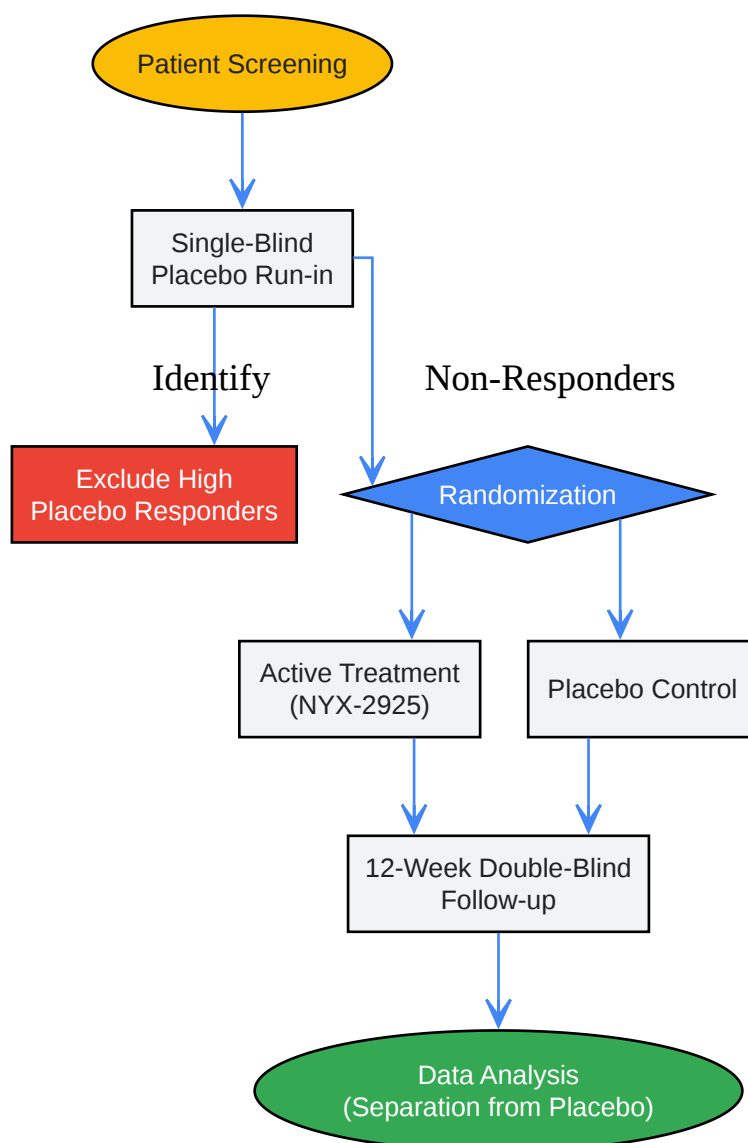 Patient Screening
Single-Blind
Placebo Run-in
Identify
Non-Responders
Exclude High
Placebo Responders
Randomization
Active Treatment
(NYX-2925)
Placebo Control
12-Week Double-Blind
Follow-up
Data Analysis
(Separation from Placebo)